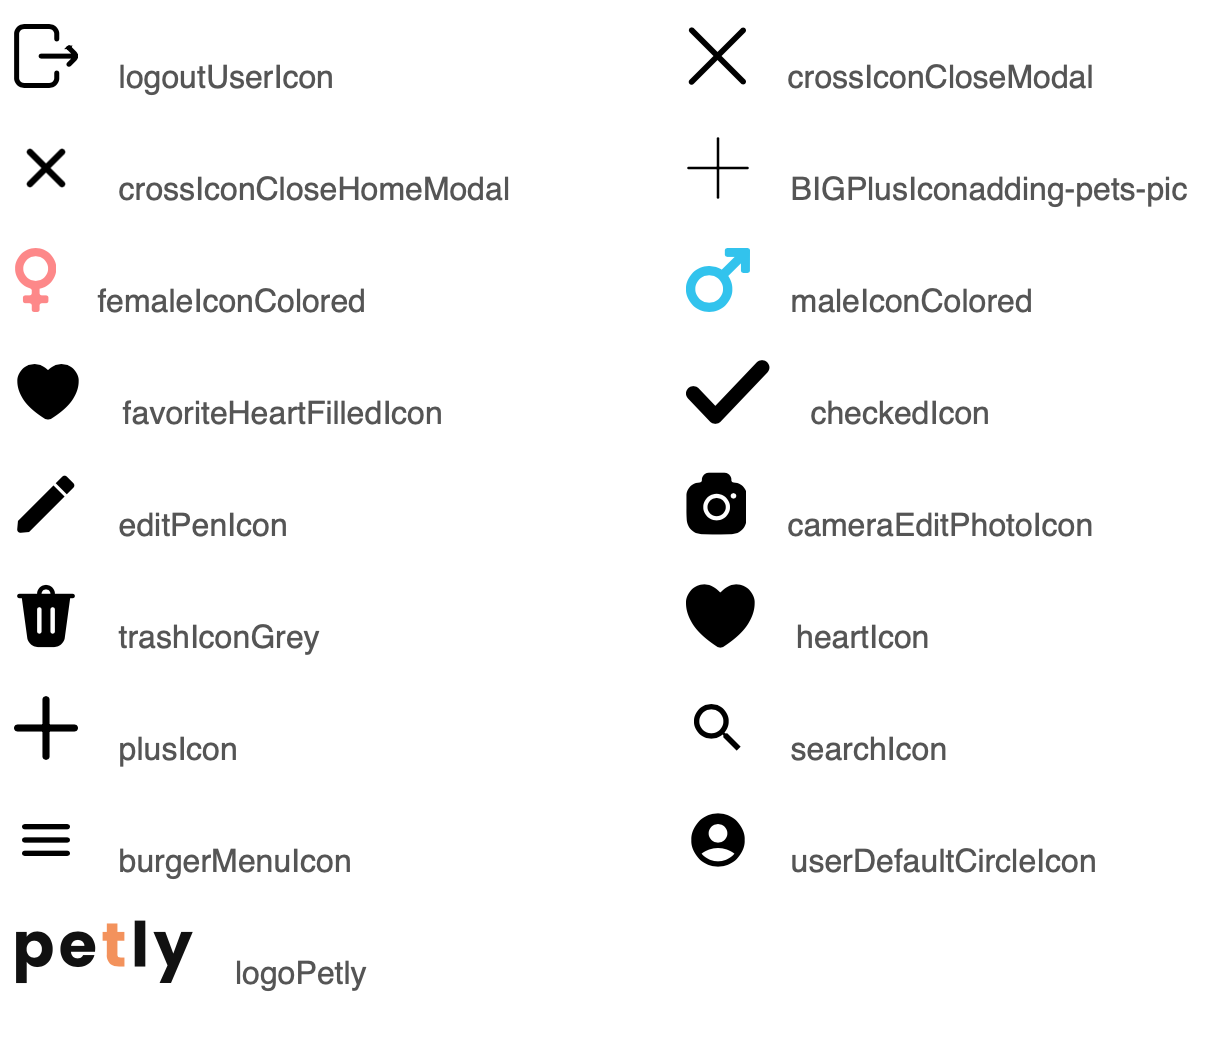 logoutUserIcon
crossIconCloseModal
crossIconCloseHomeModal
BIGPlusIconadding-pets-pic
femaleIconColored
maleIconColored
favoriteHeartFilledIcon
checkedIcon
editPenIcon
cameraEditPhotoIcon
trashIconGrey
heartIcon
plusIcon
searchIcon
burgerMenuIcon
userDefaultCircleIcon
petly
logoPetly